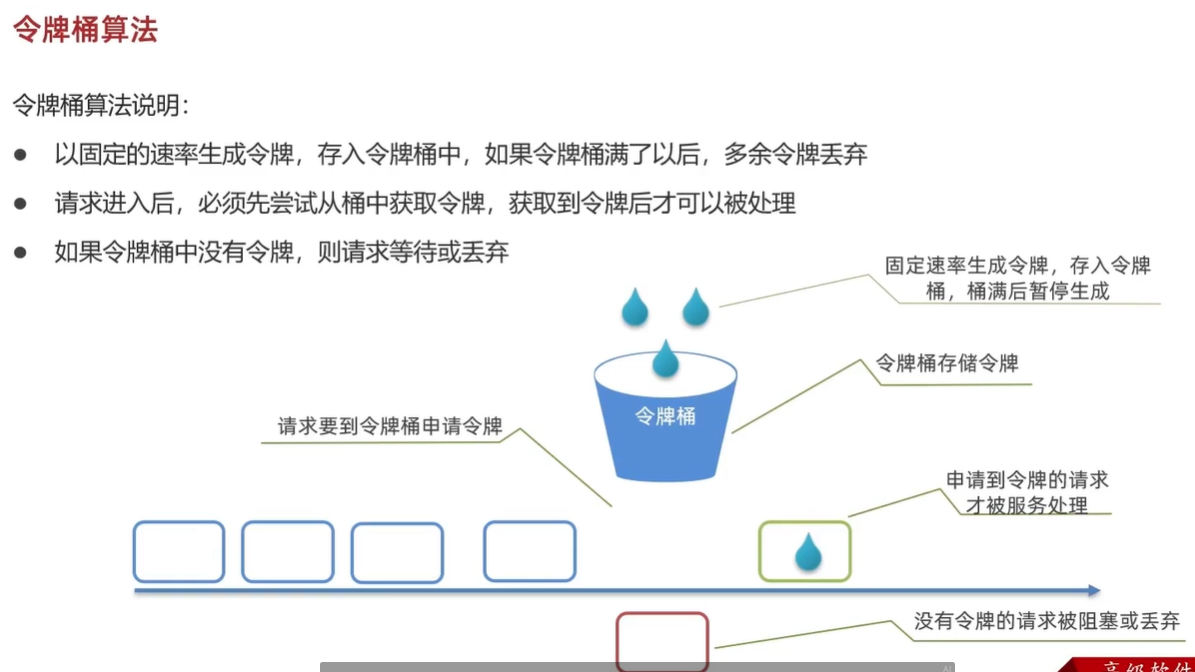 令牌桶算法
令牌桶算法说明：
● 以固定的速率生成令牌，存入令牌桶中，如果令牌桶满了以后，多余令牌丢弃
● 请求进入后，必须先尝试从桶中获取令牌，获取到令牌后才可以被处理
● 如果令牌桶中没有令牌，则请求等待或丢弃
固定速率生成令牌，存入令牌
桶，桶满后暂停生成
令牌桶存储令牌
令牌桶
请求要到令牌桶申请令牌
申请到令牌的请求
才被服务处理
没有令牌的请求被阻塞或丢弃
AI
高级软件